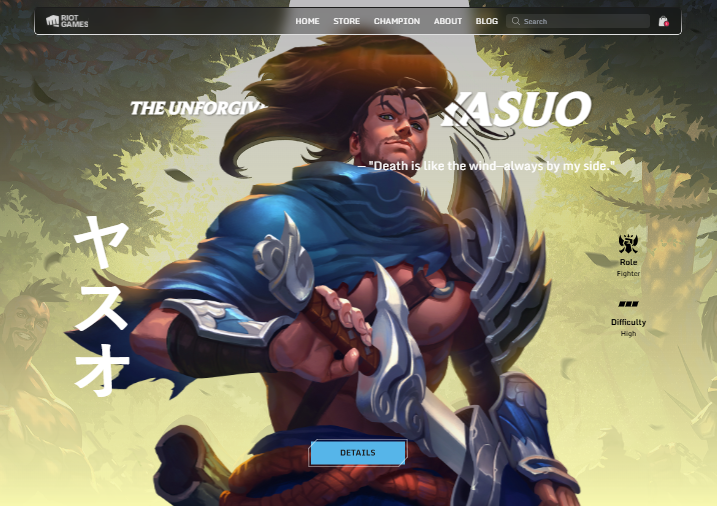 RIOT
GAMES
HOME STORE CHAMPION ABOUT BLOG Search
THE UNFORGIV
YASUO
"Death is like the wind—always by my side."
ヤスオ
Role
Fighter
Difficulty
High
DETAILS